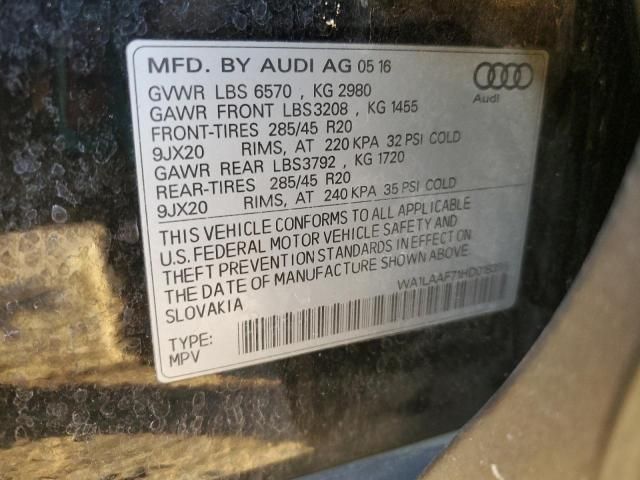 MFD. BY AUDI AG 05 16
Audi
GVWR LBS 6570 , KG 2980
GAWR FRONT LBS3208 , KG 1455
FRONT-TIRES 285/45 R20
9JX20 RIMS, AT 220 KPA 32 PSI COLD
GAWR REAR LBS3792 , KG 1720
REAR-TIRES 285/45 R20
9JX20 RIMS, AT 240 KPA 35 PSI COLD
THIS VEHICLE CONFORMS TO ALL APPLICABLE
U.S. FEDERAL MOTOR VEHICLE SAFETY AND
THEFT PREVENTION STANDARDS IN EFFECT ON
THE DATE OF MANUFACTURE SHOWN ABOVE.
SLOVAKIA
TYPE:
MPV